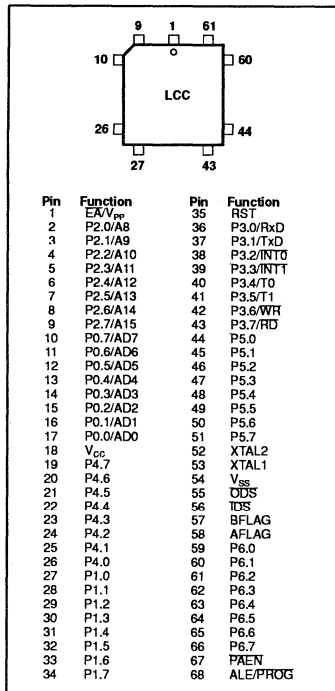 9 1 61
10 60
LCC
26 44
27 43
Pin Function
1 E̅A̅/VPP
2 P2.0/A8
3 P2.1/A9
4 P2.2/A10
5 P2.3/A11
6 P2.4/A12
7 P2.5/A13
8 P2.6/A14
9 P2.7/A15
10 P0.7/AD7
11 P0.6/AD6
12 P0.5/AD5
13 P0.4/AD4
14 P0.3/AD3
15 P0.2/AD2
16 P0.1/AD1
17 P0.0/AD0
18 VCC
19 P4.7
20 P4.6
21 P4.5
22 P4.4
23 P4.3
24 P4.2
25 P4.1
26 P4.0
27 P1.0
28 P1.1
29 P1.2
30 P1.3
31 P1.4
32 P1.5
33 P1.6
34 P1.7
Pin Function
35 RST
36 P3.0/RxD
37 P3.1/TxD
38 P3.2/I̅N̅T̅0̅
39 P3.3/I̅N̅T̅1̅
40 P3.4/T0
41 P3.5/T1
42 P3.6/W̅R̅
43 P3.7/R̅D̅
44 P5.0
45 P5.1
46 P5.2
47 P5.3
48 P5.4
49 P5.5
50 P5.6
51 P5.7
52 XTAL2
53 XTAL1
54 VSS
55 O̅D̅S̅
56 I̅D̅S̅
57 BFLAG
58 AFLAG
59 P6.0
60 P6.1
61 P6.2
62 P6.3
63 P6.4
64 P6.5
65 P6.6
66 P6.7
67 P̅A̅E̅N̅
68 ALE/P̅R̅O̅G̅